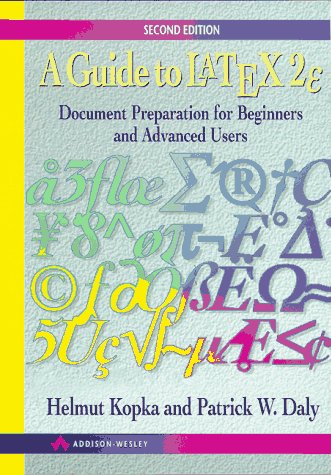 SECOND EDITION
A Guide to LATEX 2ε
Document Preparation for Beginners
and Advanced Users
Helmut Kopka and Patrick W. Daly
ADDISON-WESLEY